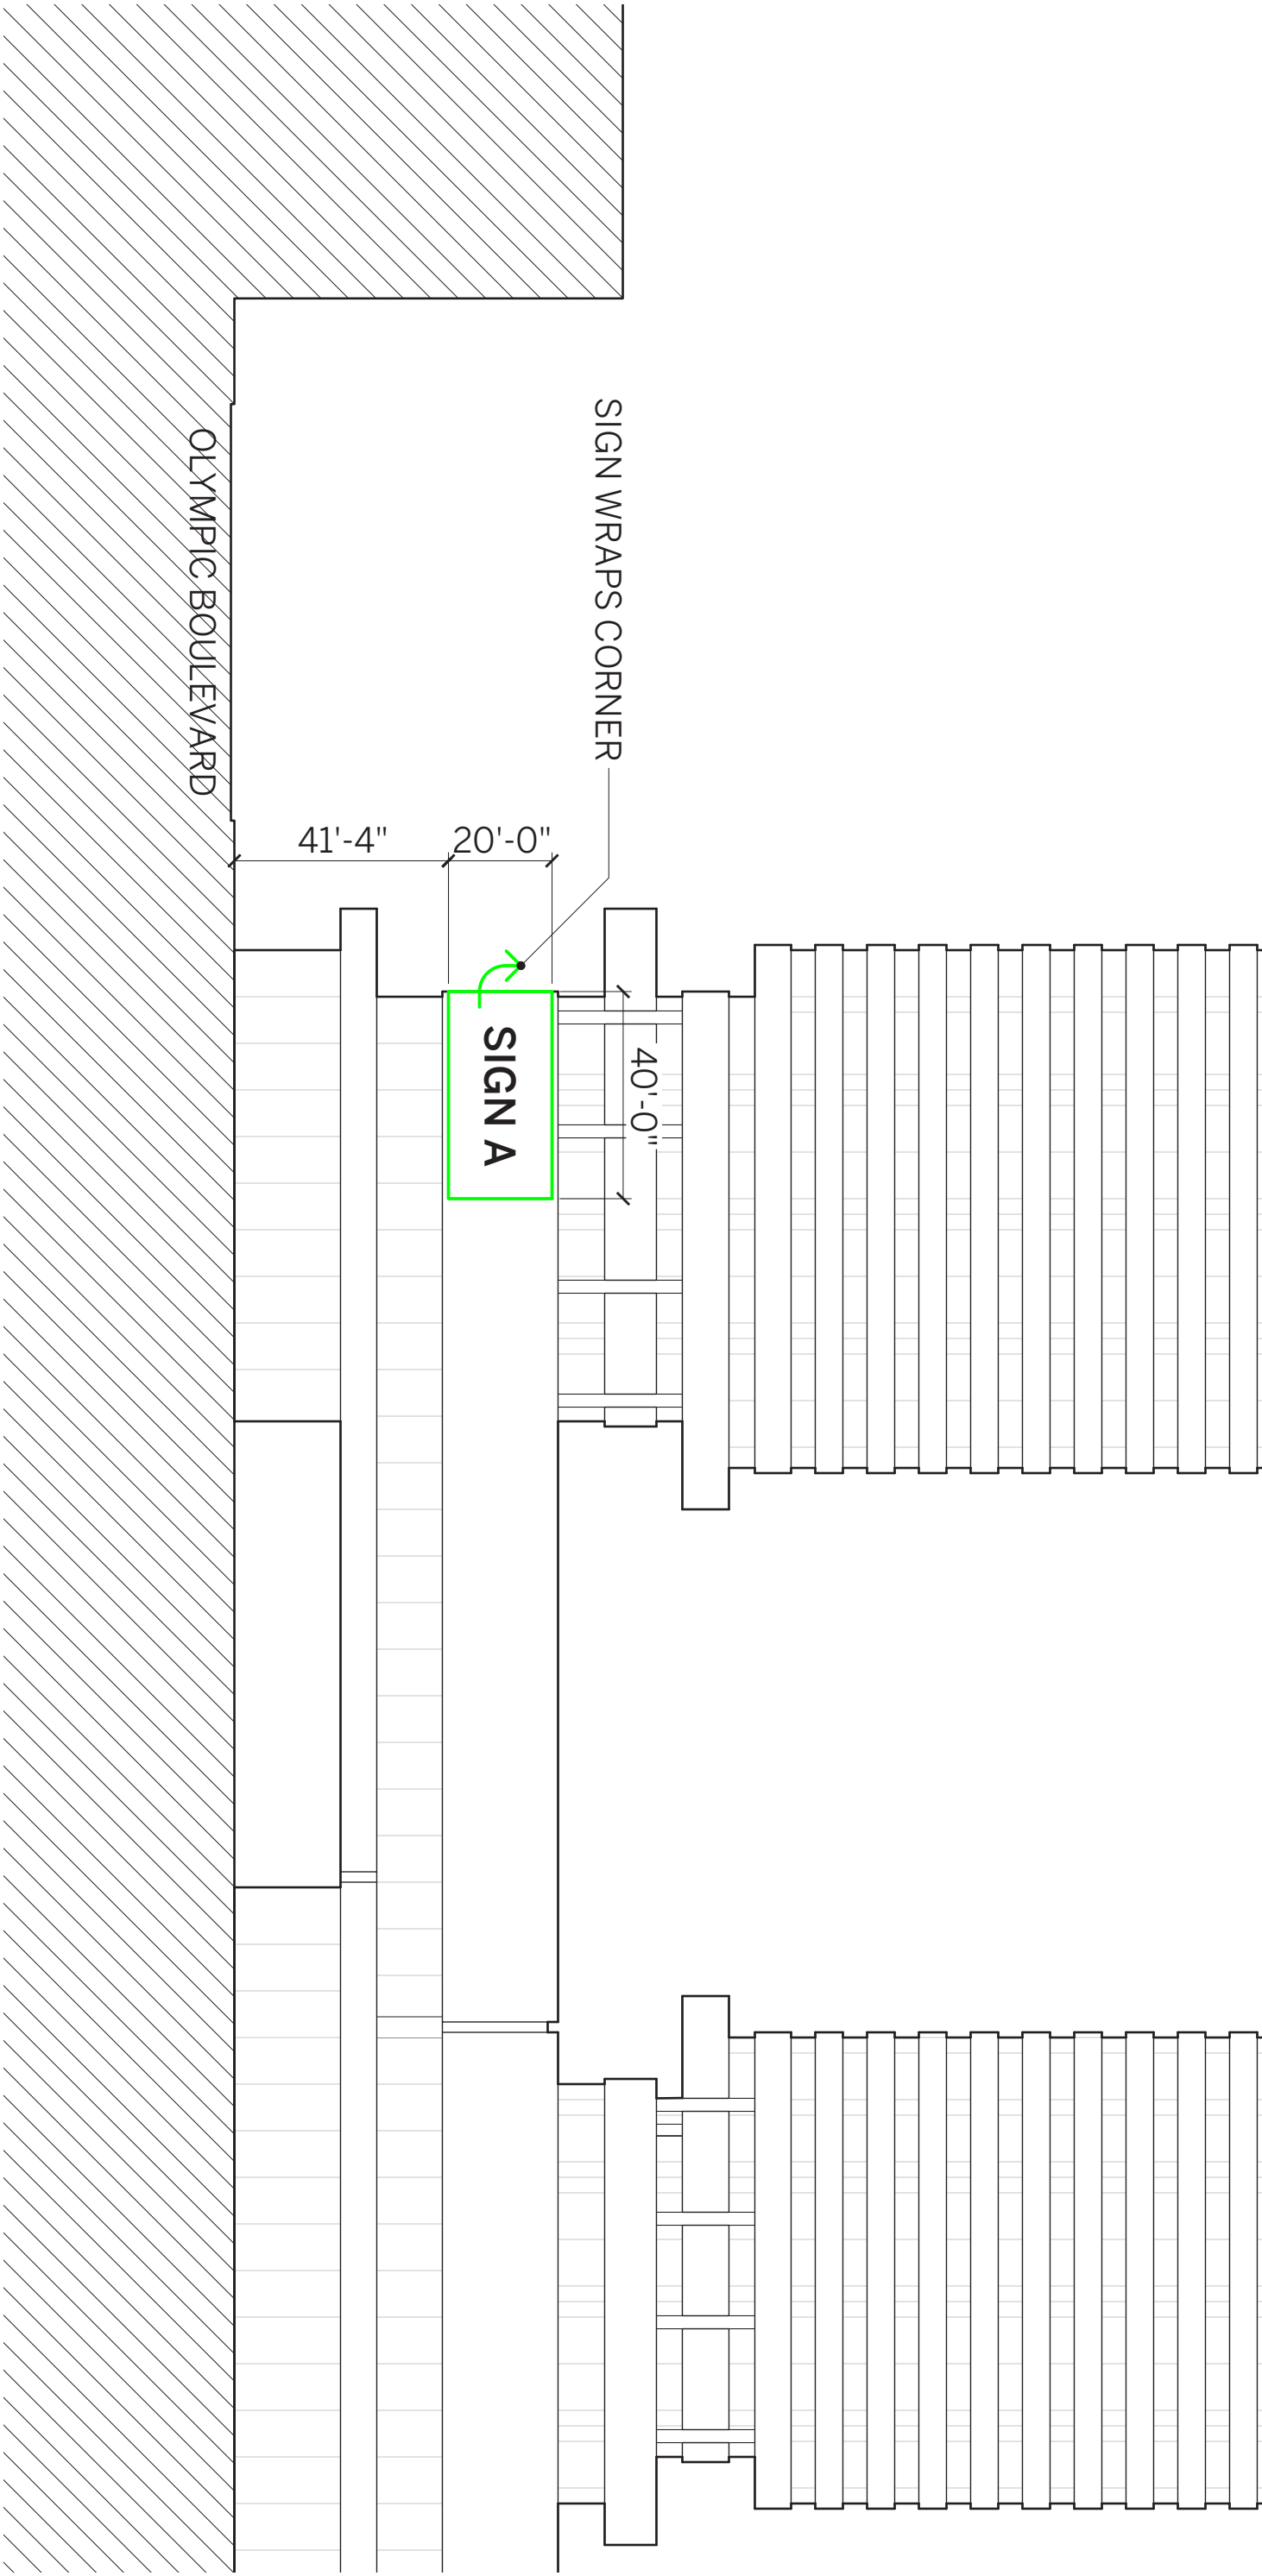 SIGN WRAPS CORNER
40'-0"
20'-0"
SIGN A
41'-4"
OLYMPIC BOULEVARD